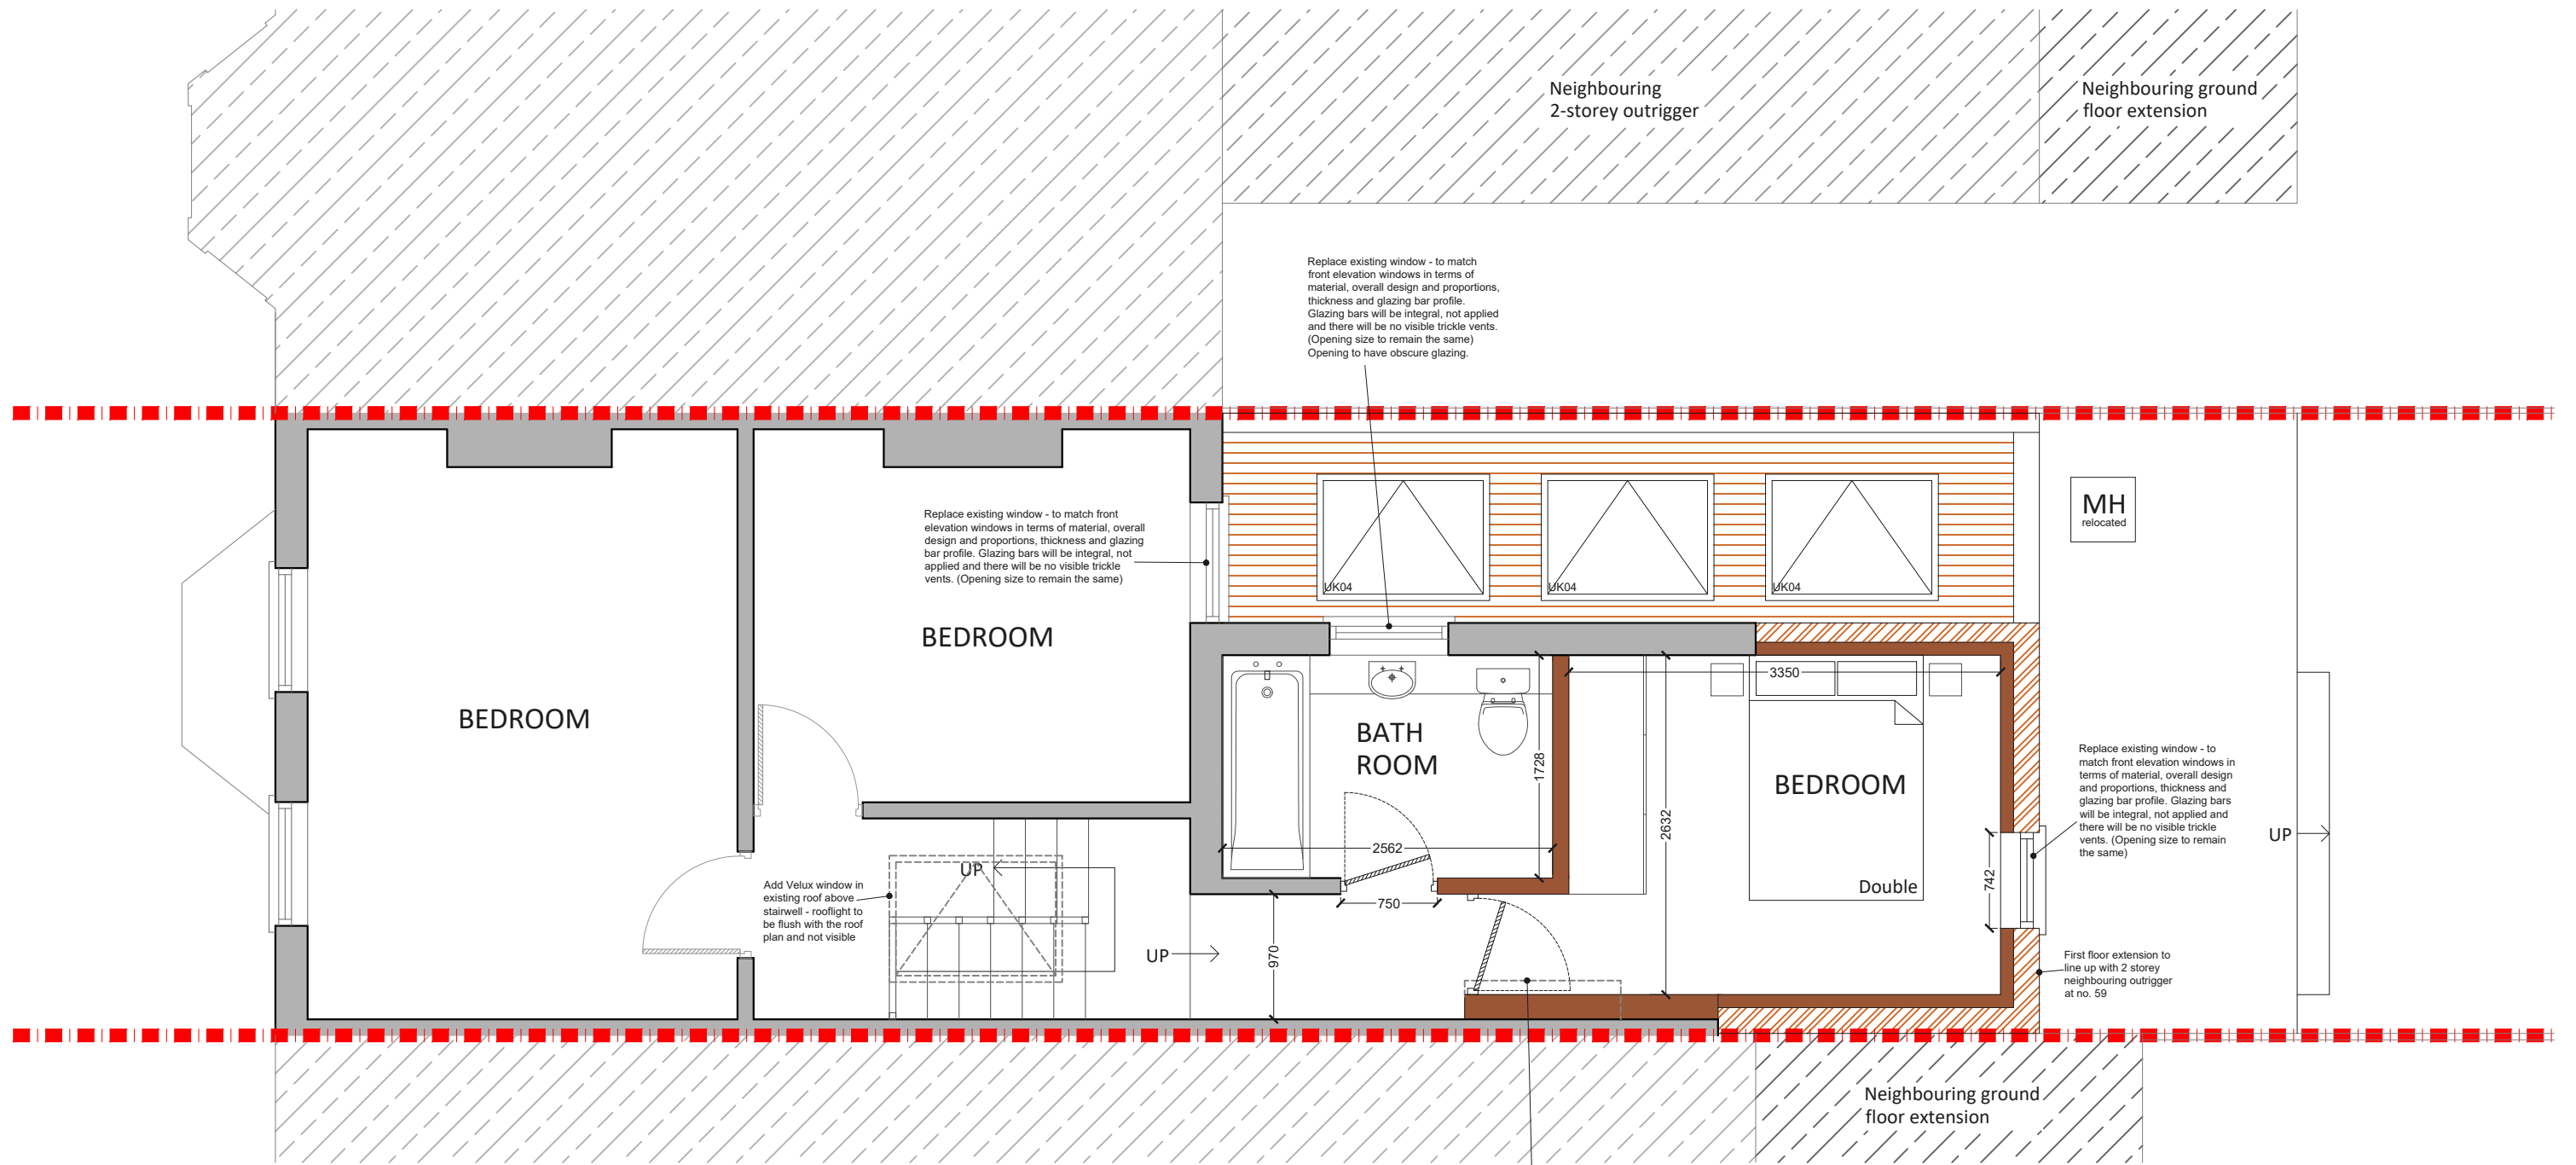 Neighbouring
2-storey outrigger
Neighbouring ground
floor extension
Replace existing window - to match
front elevation windows in terms of
material, overall design and proportions,
thickness and glazing bar profile.
Glazing bars will be integral, not applied
and there will be no visible trickle vents.
(Opening size to remain the same)
Opening to have obscure glazing.
Replace existing window - to match front
elevation windows in terms of material, overall
design and proportions, thickness and glazing
bar profile. Glazing bars will be integral, not
applied and there will be no visible trickle
vents. (Opening size to remain the same)
UK04
UK04
UK04
MH
relocated
BEDROOM
BEDROOM
BATH
ROOM
1728
2562
750
3350
2632
BEDROOM
Double
742
Replace existing window - to
match front elevation windows in
terms of material, overall design
and proportions, thickness and
glazing bar profile. Glazing bars
will be integral, not applied and
there will be no visible trickle
vents. (Opening size to remain
the same)
UP
Add Velux window in
existing roof above
stairwell - rooflight to
be flush with the roof
plan and not visible
UP
UP
970
First floor extension to
line up with 2 storey
neighbouring outrigger
at no. 59
Neighbouring ground
floor extension